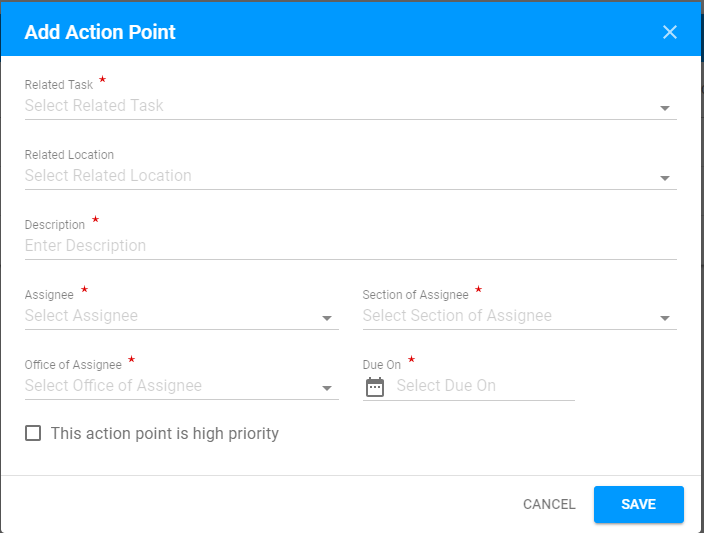 Add Action Point
Related Task *
Select Related Task
Related Location
Select Related Location
Description *
Enter Description
Assignee * Section of Assignee *
Select Assignee Select Section of Assignee
Office of Assignee * Due On *
Select Office of Assignee Select Due On
This action point is high priority
CANCEL SAVE